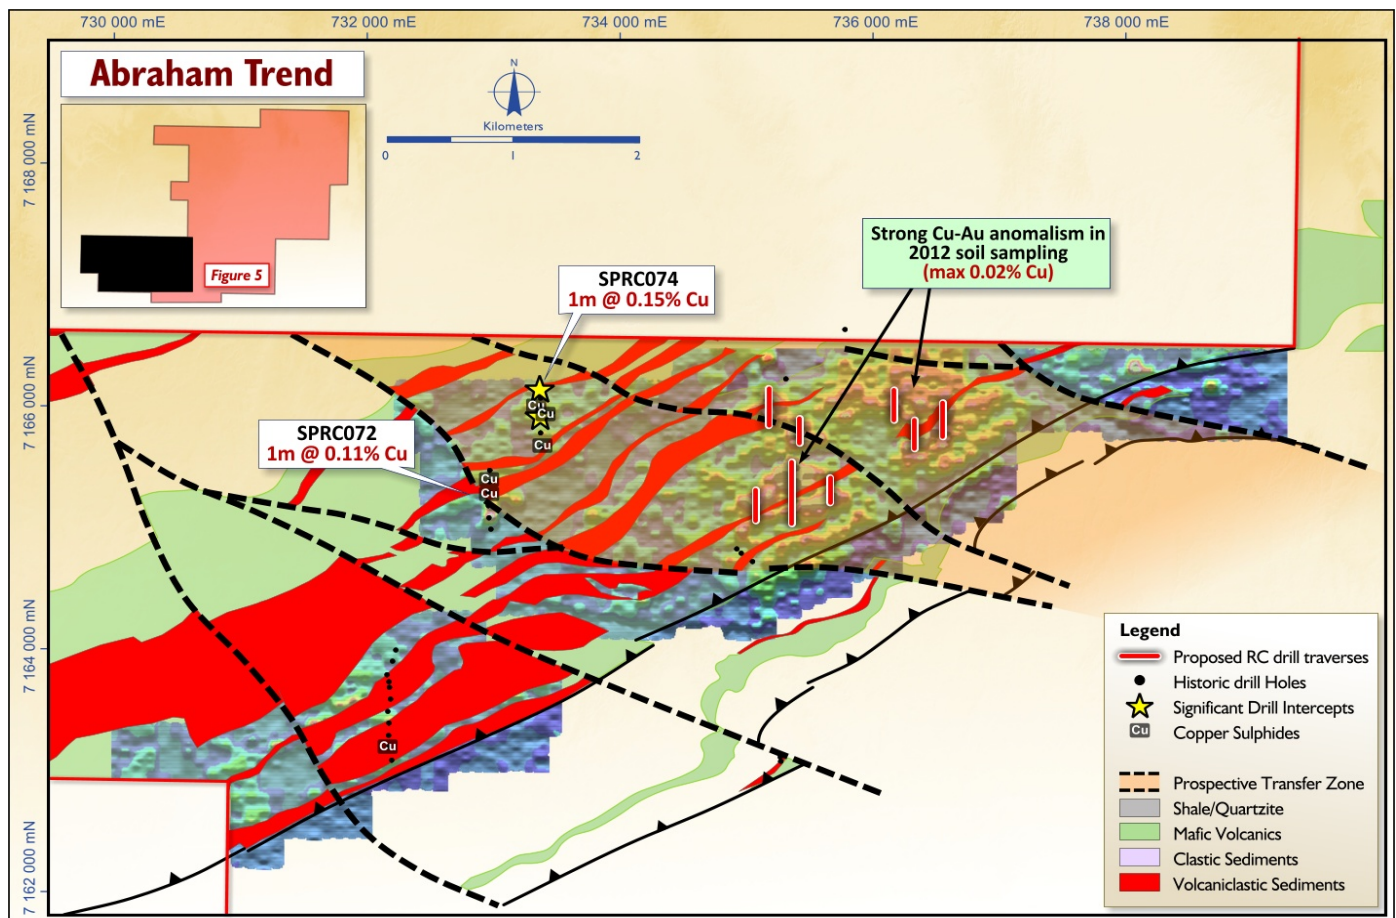 730 000 mE
732 000 mE
734 000 mE
736 000 mE
738 000 mE
Abraham Trend
N
Kilometers
0
1
2
7 168 000 mN
Figure 5
Strong Cu-Au anomalism in
2012 soil sampling
(max 0.02% Cu)
SPRC074
1m @ 0.15% Cu
7 166 000 mN
Cu
Cu
Cu
SPRC072
1m @ 0.11% Cu
Cu
Cu
7 164 000 mN
Cu
7 162 000 mN
Legend
Proposed RC drill traverses
Historic drill Holes
Significant Drill Intercepts
Cu
Copper Sulphides
Prospective Transfer Zone
Shale/Quartzite
Mafic Volcanics
Clastic Sediments
Volcaniclastic Sediments